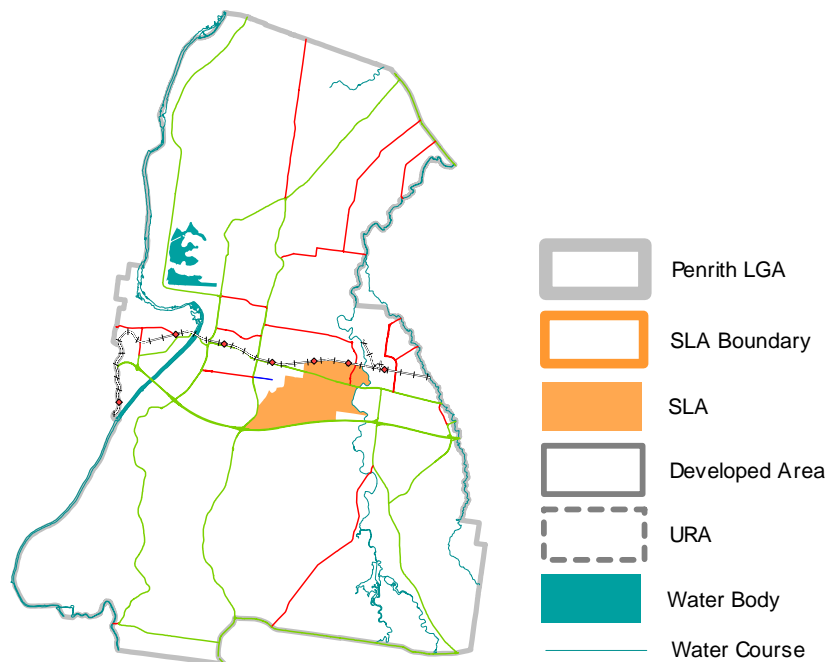 Penrith LGA
SLA Boundary
SLA
Developed Area
URA
Water Body
Water Course